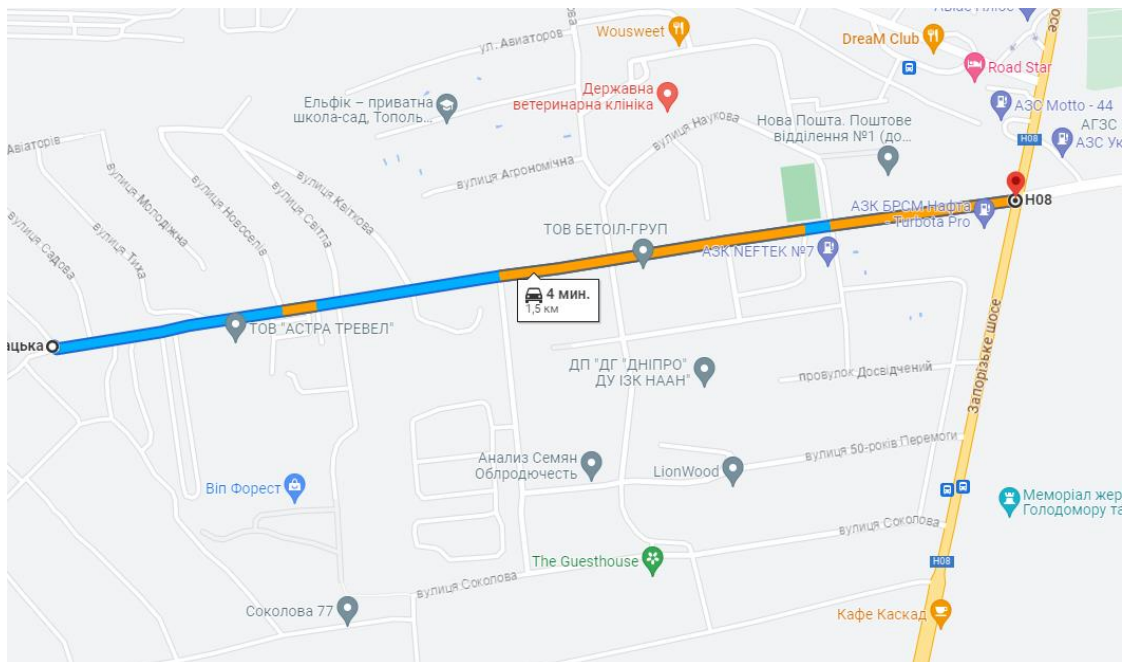 Wousweet
DreaM Club
ул. Авиаторов
Road Star
Державна
ветеринарна клініка
Ельфік – приватна
школа-сад, Тополь...
АЗС Motto - 44
АГЗС
АЗС Ук
H08
Нова Пошта. Поштове
відділення №1 (до...
вулиця Наукова
Авіаторів
вулиця Агрономічна
вулиця Молодіжна
вулиця Новоселів
вулиця Світла
вулиця Квіткова
вулиця Садова
вулиця Тиха
АЗК БРСМ-Нафта
- Turbota Pro
H08
ТОВ БЕТОІЛ-ГРУП
АЗК NEFTEK №7
4 мин.
1,5 км
ТОВ "АСТРА ТРЕВЕЛ"
ацька
Запорізьке шосе
ДП "ДГ "ДНІПРО"
ДУ ІЗК НААН"
провулок Досвідчений
вулиця 50-років Перемоги
Анализ Семян
Облродючесть
LionWood
Віп Форест
Меморіал жер
Голодомору та
вулиця Соколова
The Guesthouse
H08
вулиця Соколова
Соколова 77
Кафе Каскад